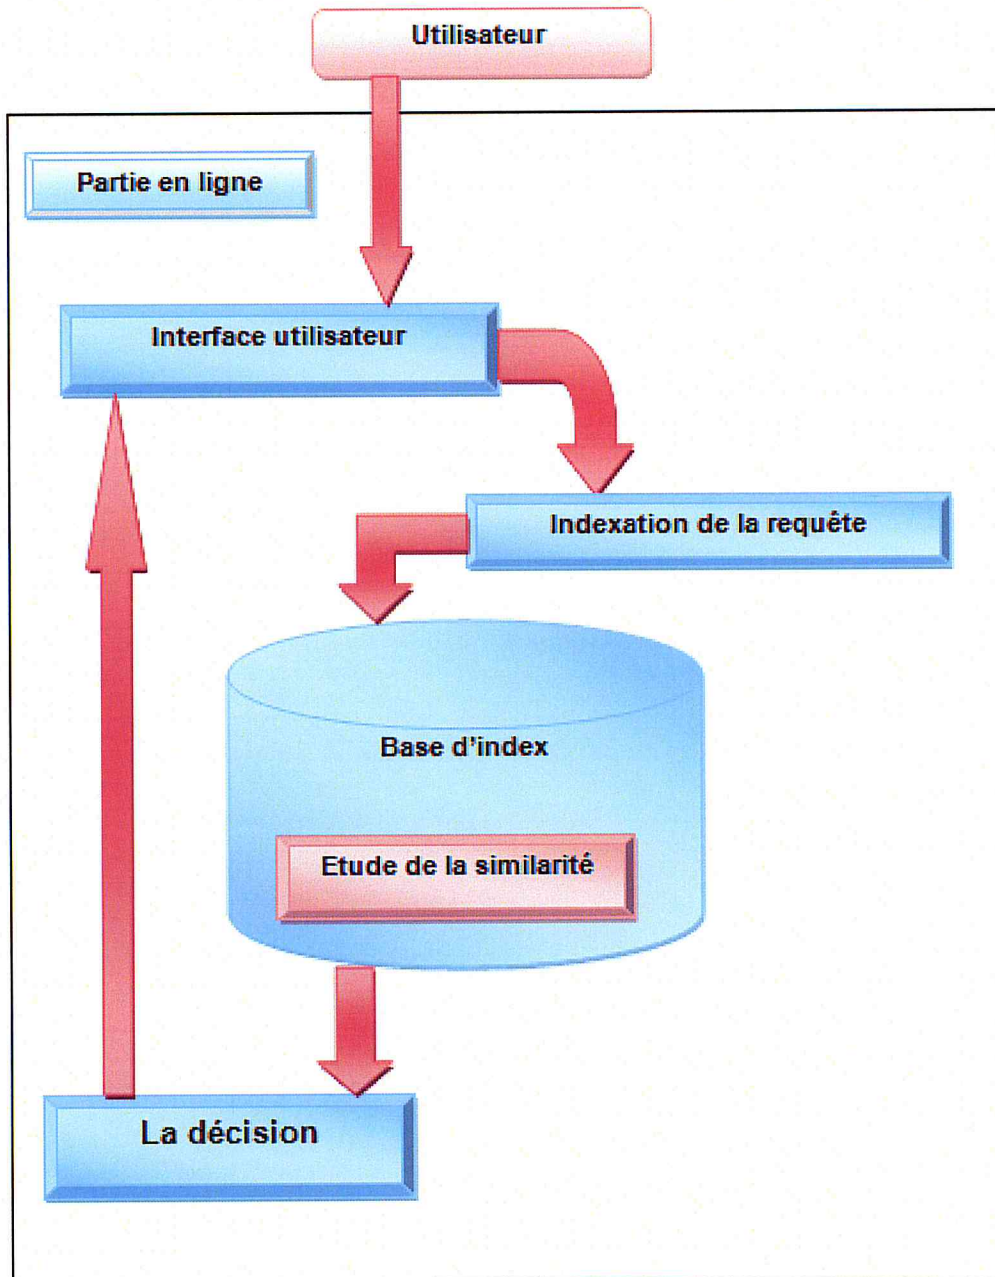 Utilisateur
Partie en ligne
Interface utilisateur
Indexation de la requête
Base d'index
Etude de la similarité
La décision